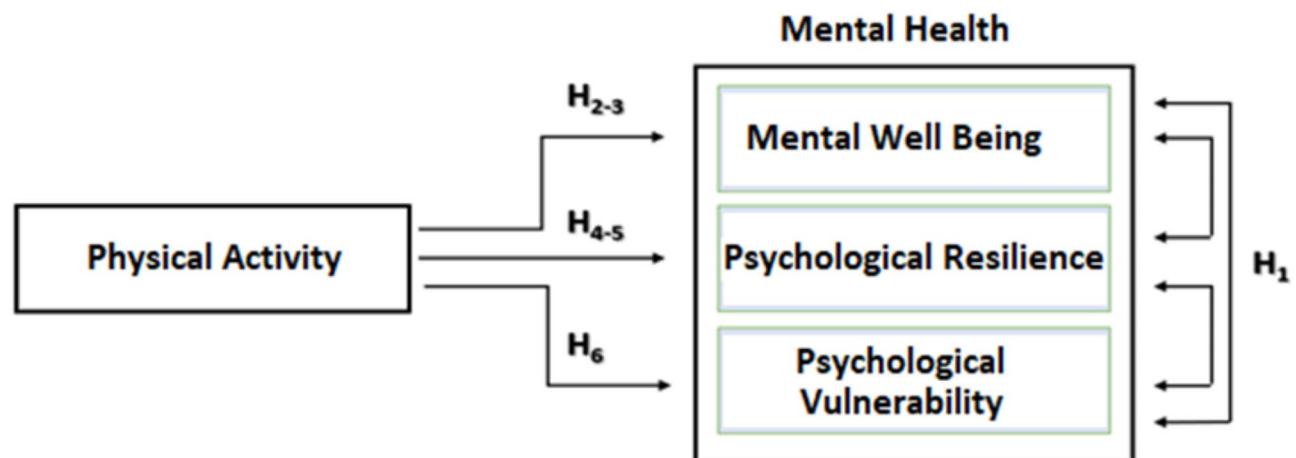 Mental Health
H2-3
Mental Well Being
Physical Activity
H4-5
Psychological Resilience
H1
H6
Psychological
Vulnerability